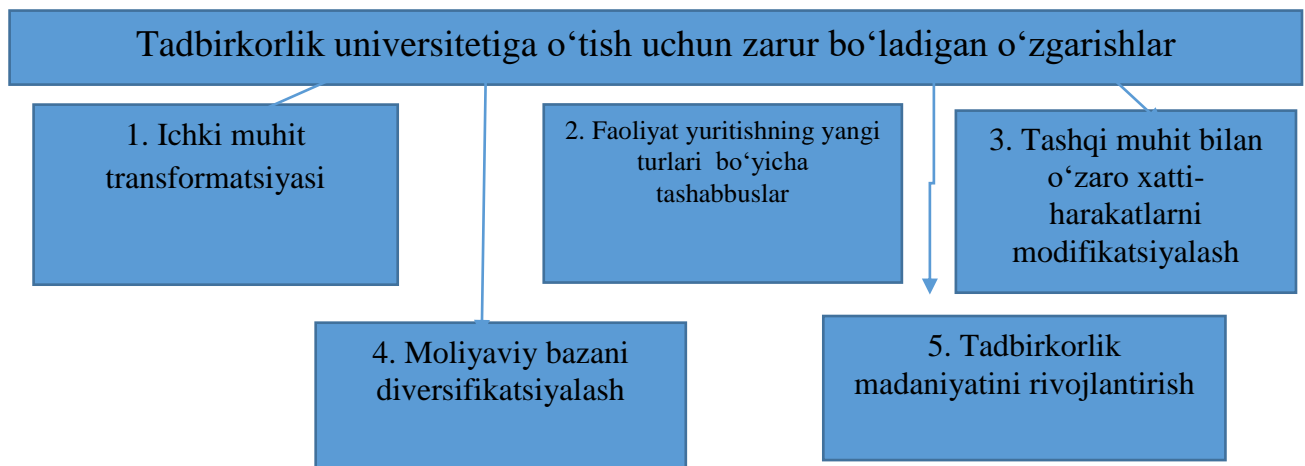 Tadbirkorlik universitetiga o‘tish uchun zarur bo‘ladigan o‘zgarishlar
1. Ichki muhit
transformatsiyasi
2. Faoliyat yuritishning yangi
turlari bo‘yicha
tashabbuslar
3. Tashqi muhit bilan
o‘zaro xatti-
harakatlarni
modifikatsiyalash
4. Moliyaviy bazani
diversifikatsiyalash
5. Tadbirkorlik
madaniyatini rivojlantirish